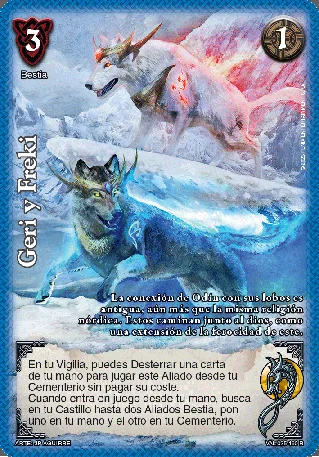 3
1
Bestia
Geri y Freki
La conexión de Odín con sus lobos es
antigua, aún más que la misma religión
nórdica. Estos caminan junto al dios, como
una extensión de la ferocidad de este.
En tu Vigilia, puedes Desterrar una carta
de tu mano para jugar este Aliado desde tu
Cementerio sin pagar su coste.
Cuando entra en juego desde tu mano, busca
en tu Castillo hasta dos Aliados Bestia, pon
uno en tu mano y el otro en tu Cementerio.